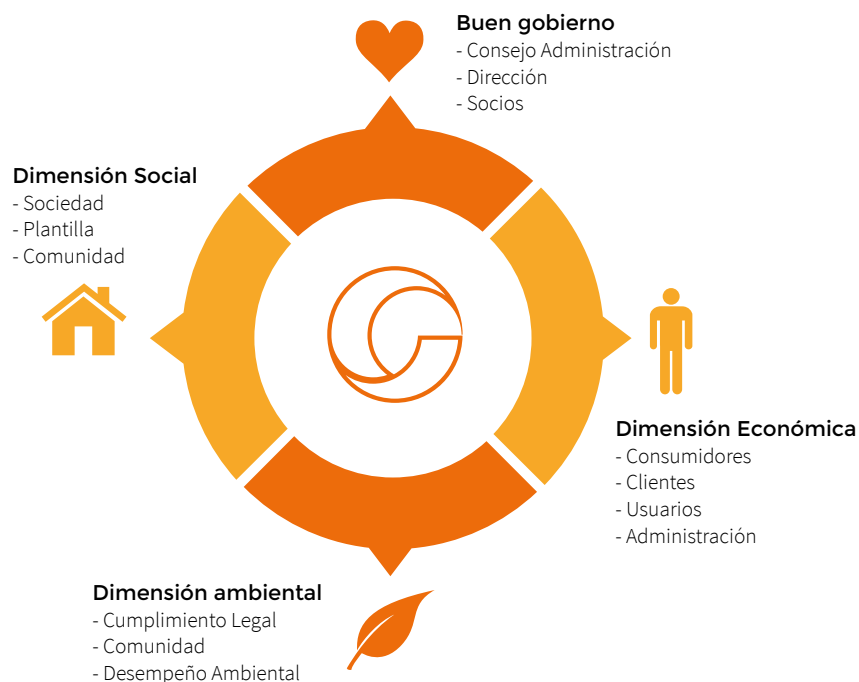 Buen gobierno
- Consejo Administración
- Dirección
- Socios
Dimensión Social
- Sociedad
- Plantilla
- Comunidad
Dimensión Económica
- Consumidores
- Clientes
- Usuarios
- Administración
Dimensión ambiental
- Cumplimiento Legal
- Comunidad
- Desempeño Ambiental